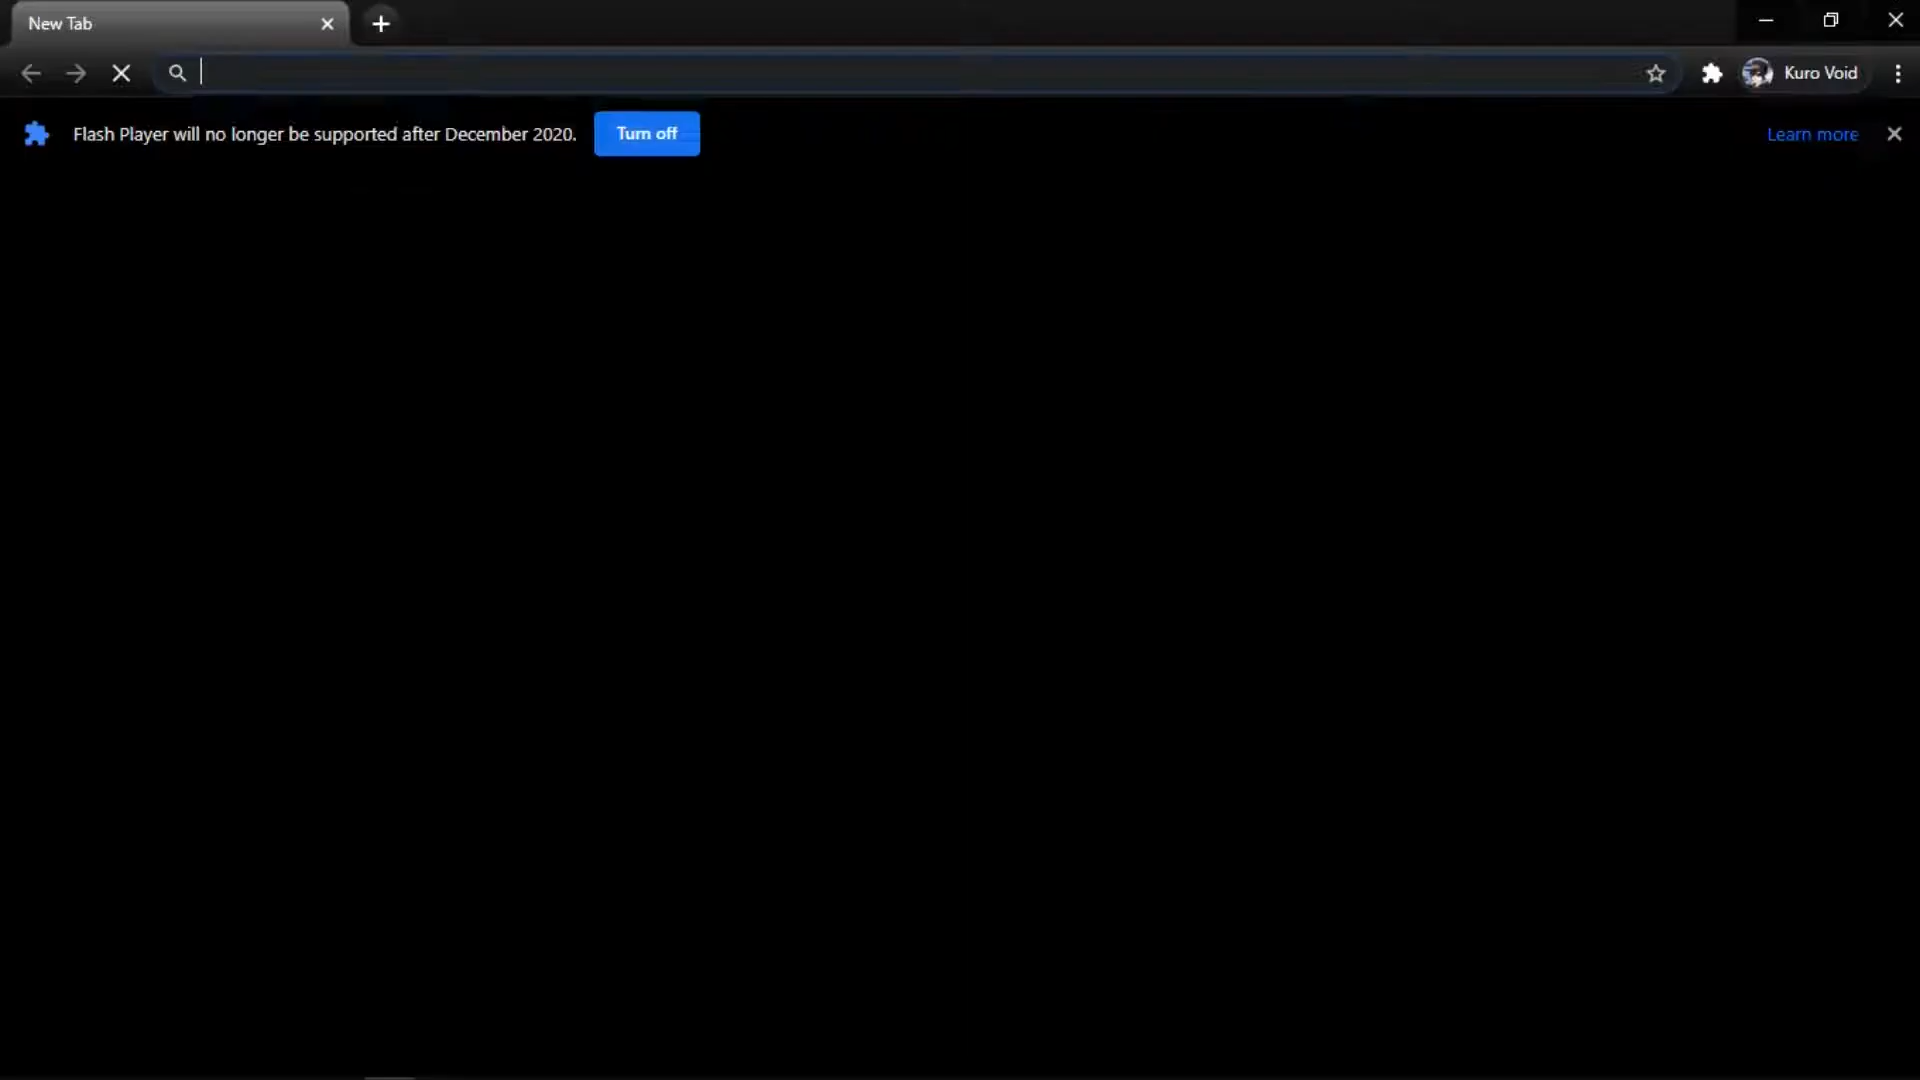 New Tab
Kuro Void
Flash Player will no longer be supported after December 2020. Turn off Learn more